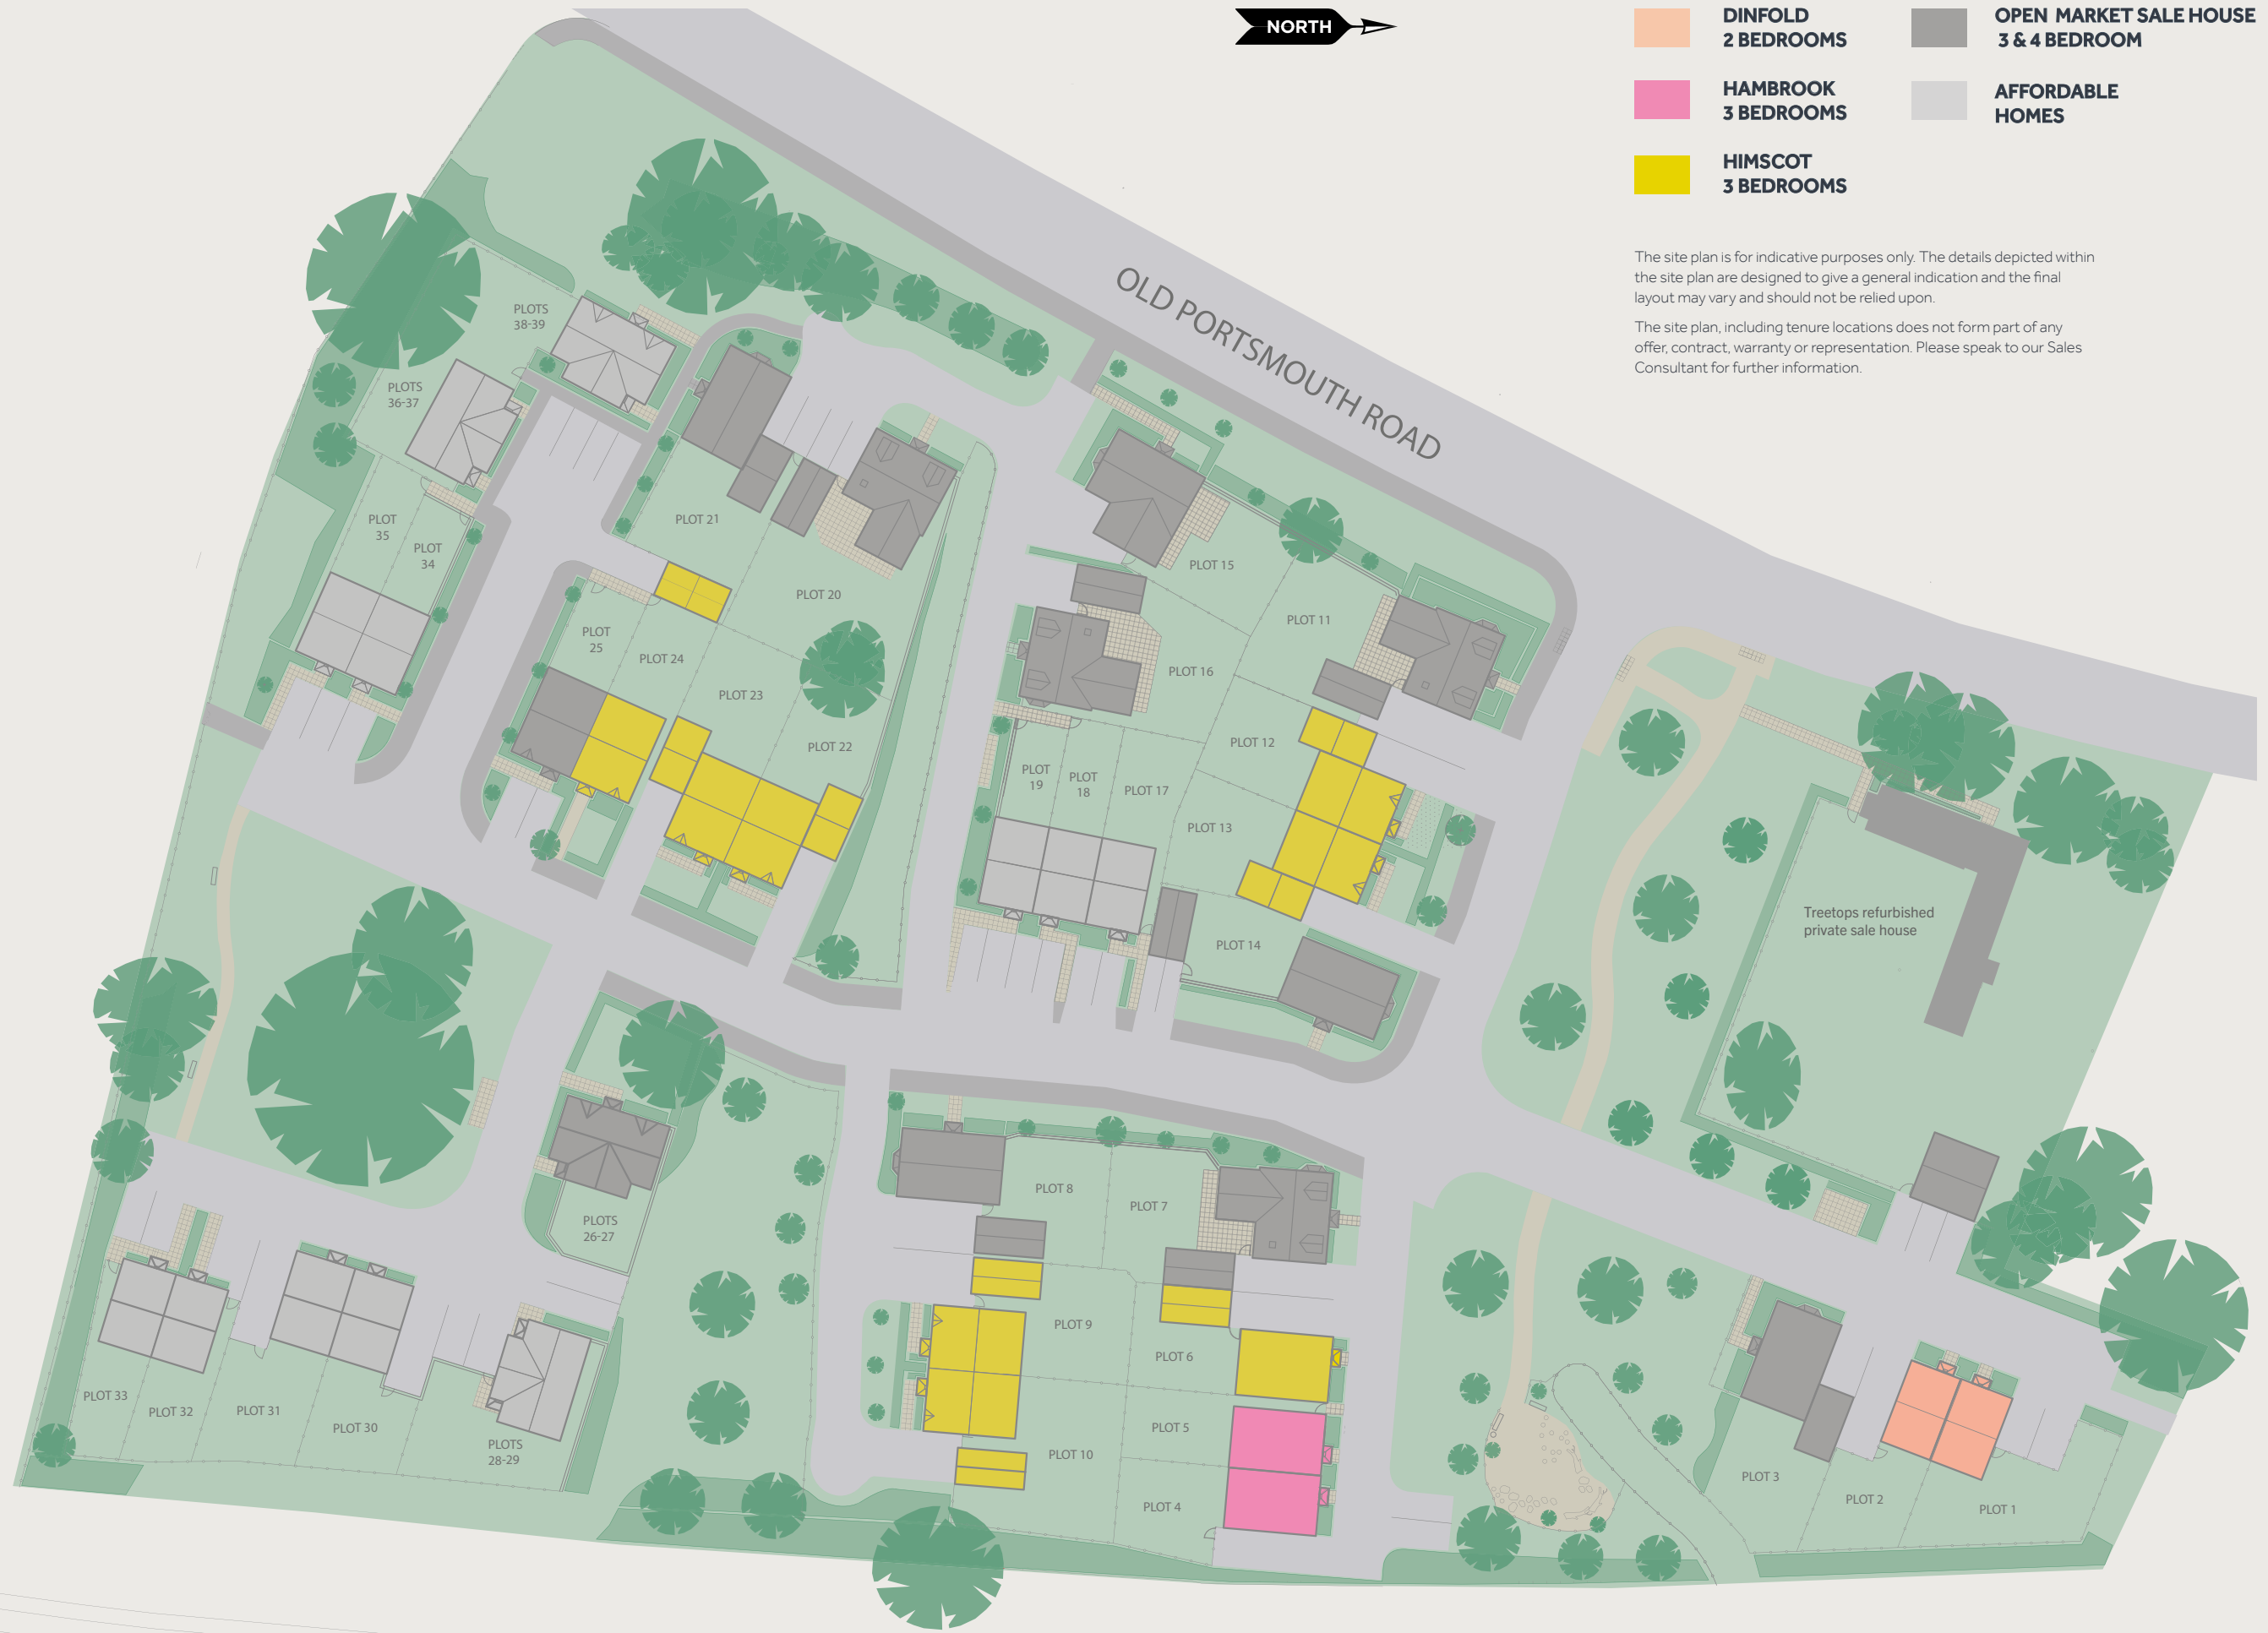 NORTH
DINFOLD
2 BEDROOMS
OPEN MARKET SALE HOUSE
3 & 4 BEDROOM
HAMBROOK
3 BEDROOMS
AFFORDABLE
HOMES
HIMSCOT
3 BEDROOMS
The site plan is for indicative purposes only. The details depicted within
the site plan are designed to give a general indication and the final
layout may vary and should not be relied upon.
The site plan, including tenure locations does not form part of any
offer, contract, warranty or representation. Please speak to our Sales
Consultant for further information.
OLD PORTSMOUTH ROAD
PLOTS
38-39
PLOTS
36-37
PLOT
35
PLOT
34
PLOT 21
PLOT 20
PLOT
25
PLOT 24
PLOT 23
PLOT 22
PLOT 15
PLOT 11
PLOT 16
PLOT 12
PLOT
19
PLOT
18
PLOT 17
PLOT 13
PLOT 14
Treetops refurbished
private sale house
PLOTS
26-27
PLOT 8
PLOT 7
PLOT 9
PLOT 6
PLOT 5
PLOT 10
PLOT 4
PLOT 33
PLOT 32
PLOT 31
PLOT 30
PLOTS
28-29
PLOT 3
PLOT 2
PLOT 1